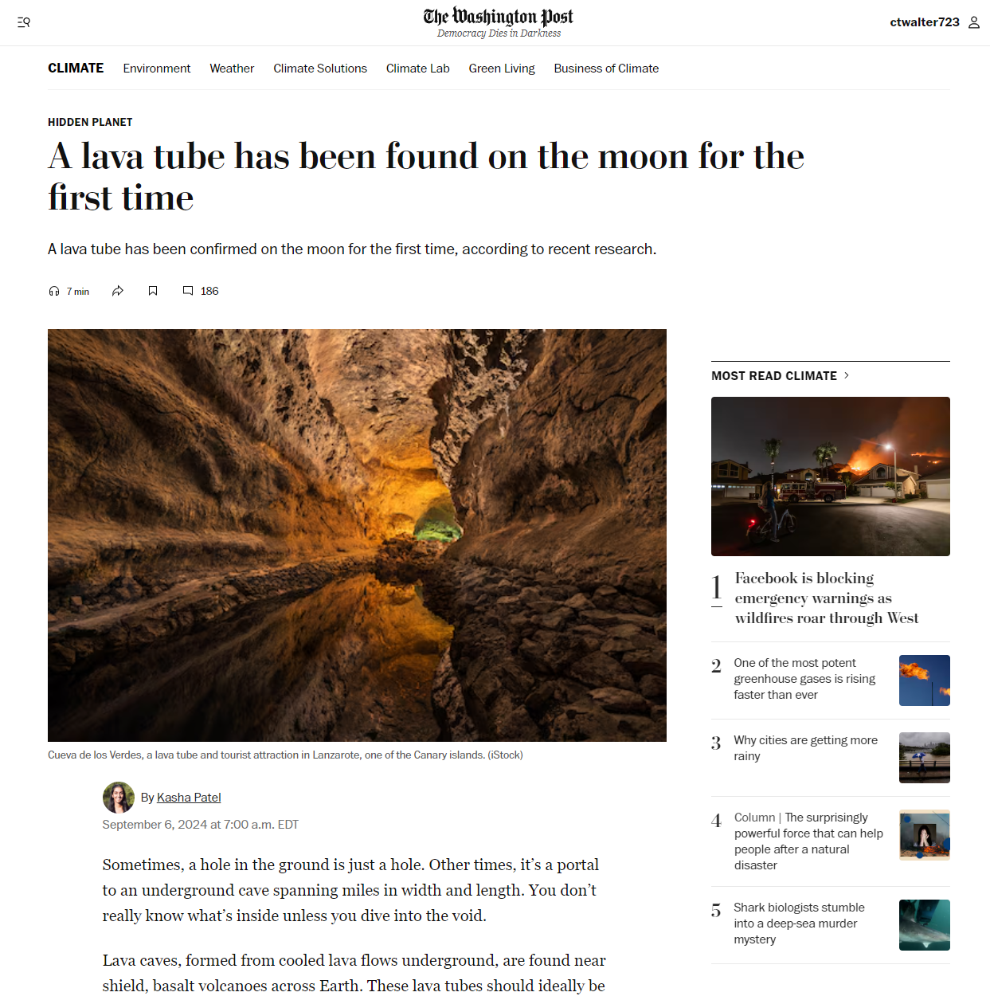 The Washington Post
Democracy Dies in Darkness
ctwalter723
CLIMATE Environment Weather Climate Solutions Climate Lab Green Living Business of Climate
HIDDEN PLANET
A lava tube has been found on the moon for the
first time
A lava tube has been confirmed on the moon for the first time, according to recent research.
7 min 186
Cueva de los Verdes, a lava tube and tourist attraction in Lanzarote, one of the Canary islands. (iStock)
By Kasha Patel
September 6, 2024 at 7:00 a.m. EDT
Sometimes, a hole in the ground is just a hole. Other times, it’s a portal
to an underground cave spanning miles in width and length. You don’t
really know what’s inside unless you dive into the void.
Lava caves, formed from cooled lava flows underground, are found near
shield, basalt volcanoes across Earth. These lava tubes should ideally be
MOST READ CLIMATE
1
Facebook is blocking
emergency warnings as
wildfires roar through West
2
One of the most potent
greenhouse gases is rising
faster than ever
3
Why cities are getting more
rainy
4
Column | The surprisingly
powerful force that can help
people after a natural
disaster
5
Shark biologists stumble
into a deep-sea murder
mystery